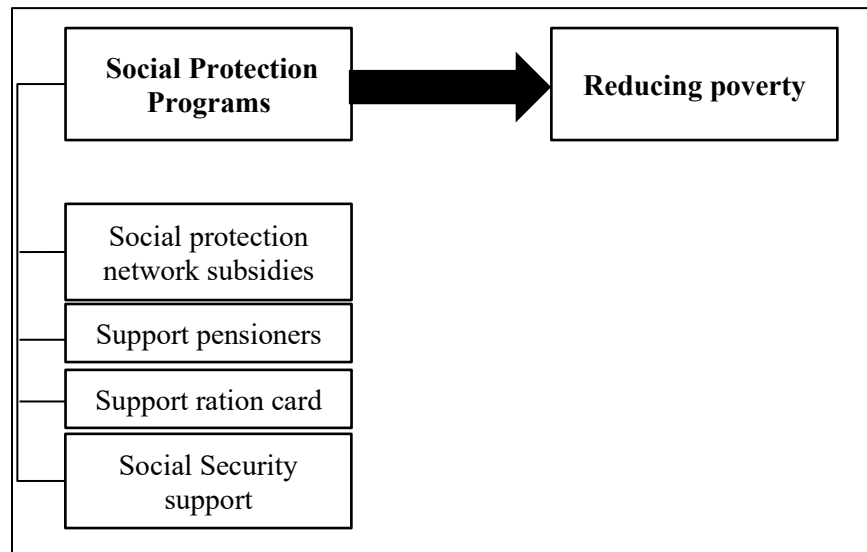 Social Protection
Programs
Reducing poverty
Social protection
network subsidies
Support pensioners
Support ration card
Social Security
support